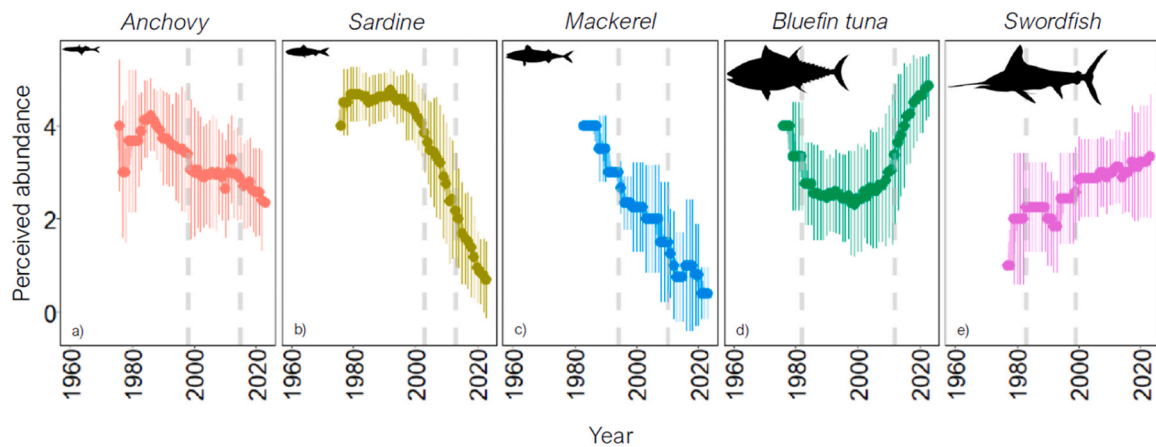 Anchovy Sardine Mackerel Bluefin tuna Swordfish
Perceived abundance
4
2
0
a) b) c) d) e)
1960 1980 2000 2020 1960 1980 2000 2020 1960 1980 2000 2020 1960 1980 2000 2020 1960 1980 2000 2020
Year